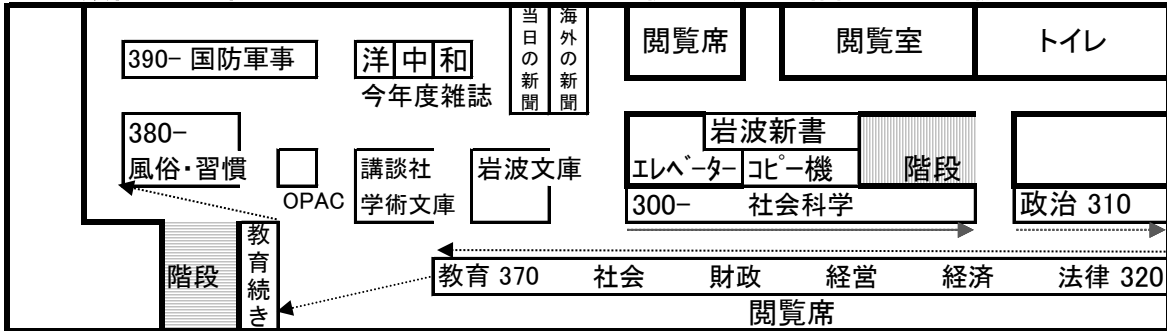 当日の新聞
海外の新聞
閲覧席
閲覧室
トイレ
390- 国防軍事
洋 中 和
今年度雑誌
380-
風俗・習慣
OPAC
講談社
学術文庫
岩波文庫
岩波新書
ｴﾚﾍﾞｰﾀｰ
ｺﾋﾟｰ機
階段
300- 社会科学
政治 310
階段
教育続き
教育 370 社会 財政 経営 経済 法律 320
閲覧席